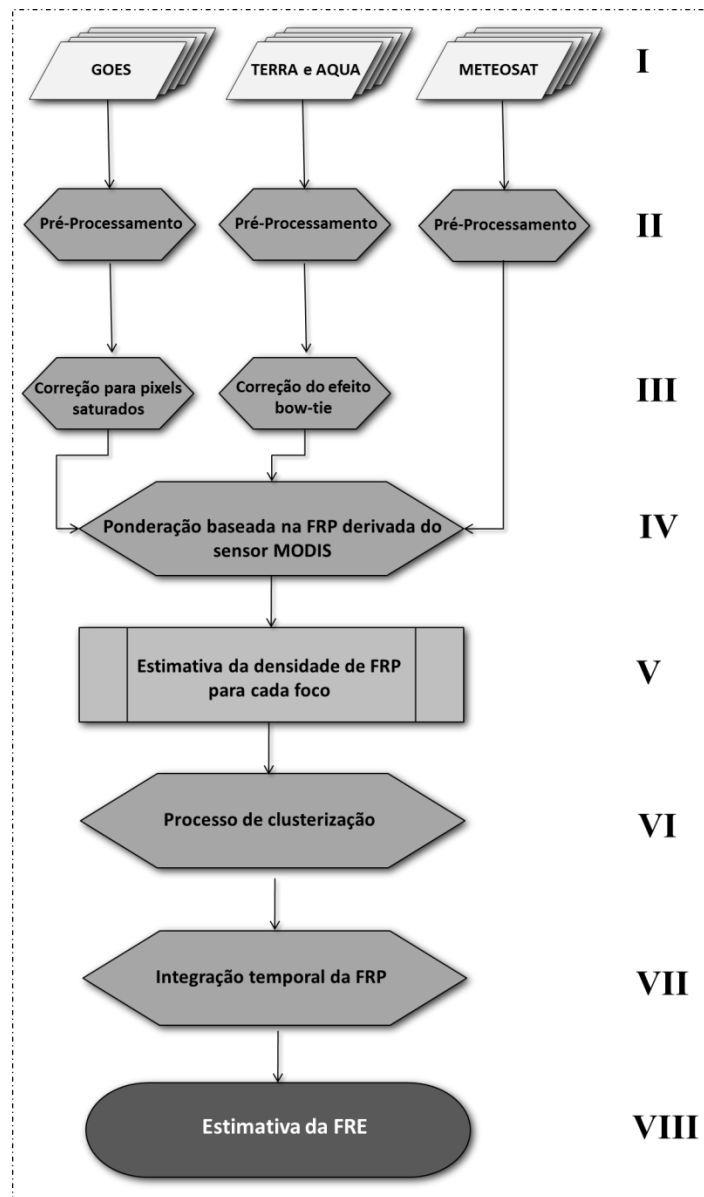 GOES
TERRA e AQUA
METEOSAT
I
Pré-Processamento
Pré-Processamento
Pré-Processamento
II
Correção para pixels
saturados
Correção do efeito
bow-tie
III
Ponderação baseada na FRP derivada do
sensor MODIS
IV
Estimativa da densidade de FRP
para cada foco
V
Processo de clusterização
VI
Integração temporal da FRP
VII
Estimativa da FRE
VIII